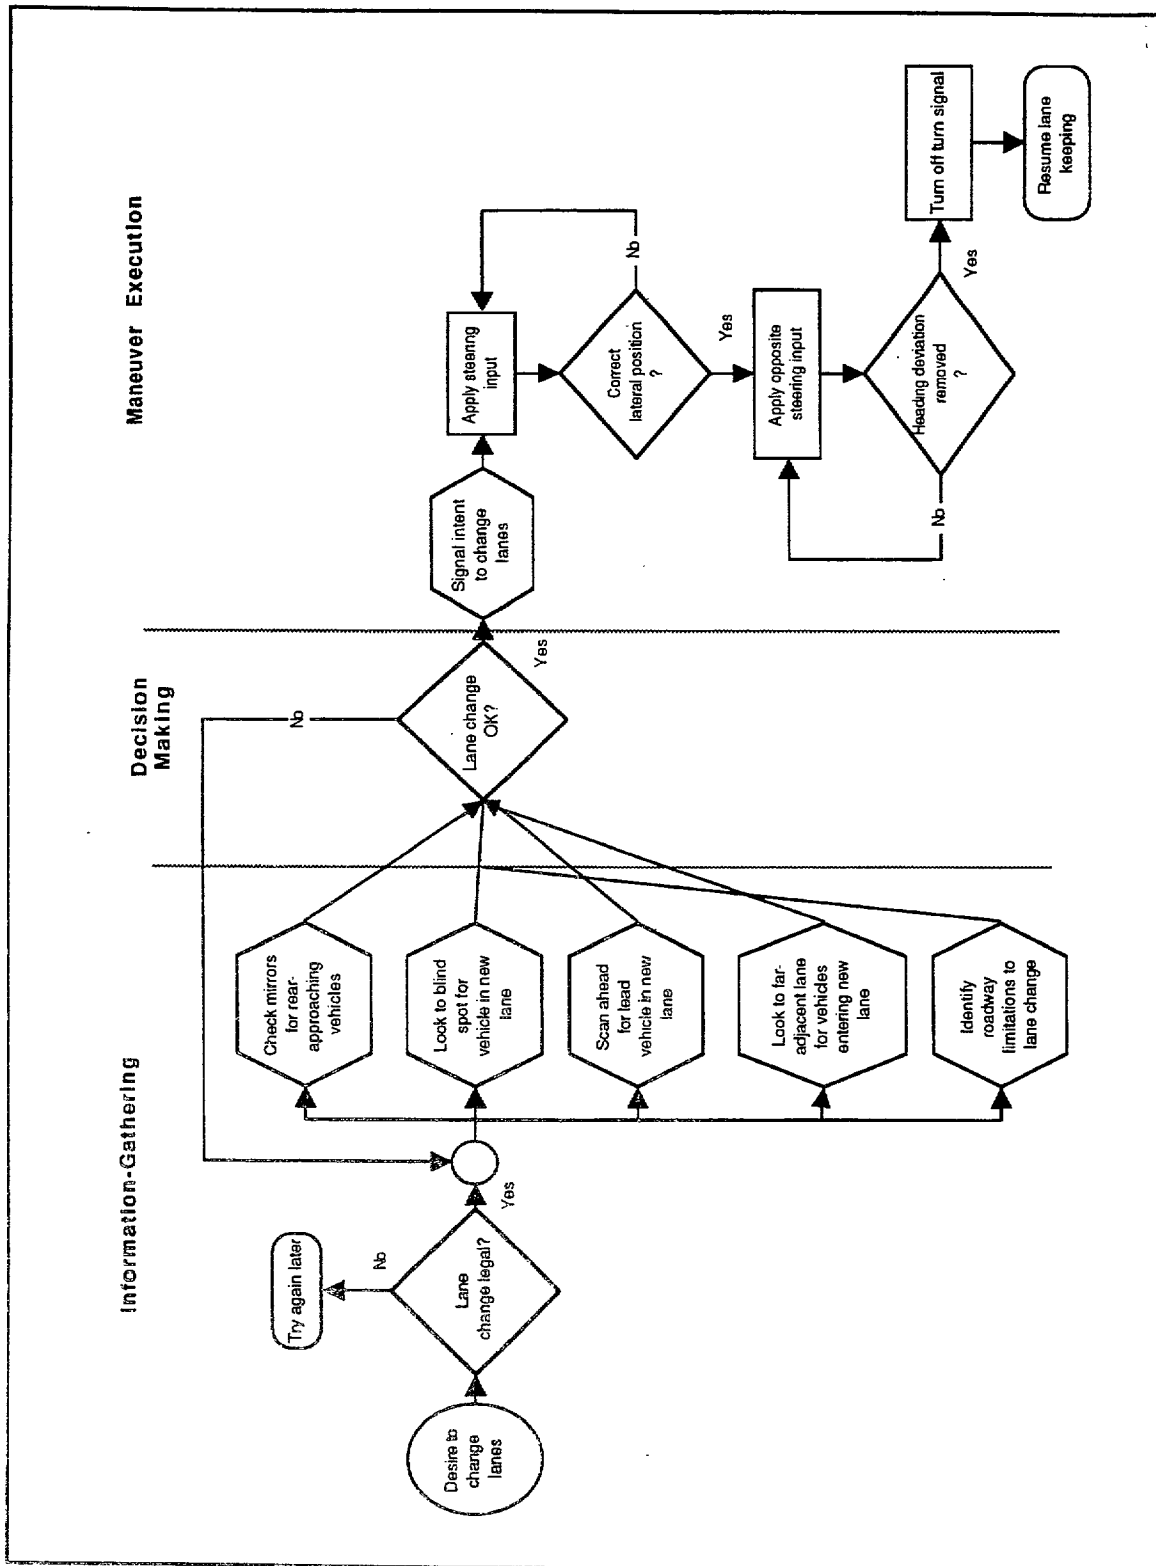 Information-Gathering
Decision
Making
Maneuver Execution
Desire to
change
lanes
Lane
change legal?
No
Try again later
Yes
Check mirrors
for rear-
approaching
vehicles
Look to blind
spot for
vehicle in new
lane
Scan ahead
for lead
vehicle in new
lane
Look to far-
adjacent lane
for vehicles
entering new
lane
Identify
roadway
limitations to
lane change
Lane change
OK?
No
Yes
Signal intent
to change
lanes
Apply steering
input
Correct
lateral position
?
No
Yes
Apply opposite
steering input
Heading deviation
removed
?
No
Yes
Turn off turn signal
Resume lane
keeping